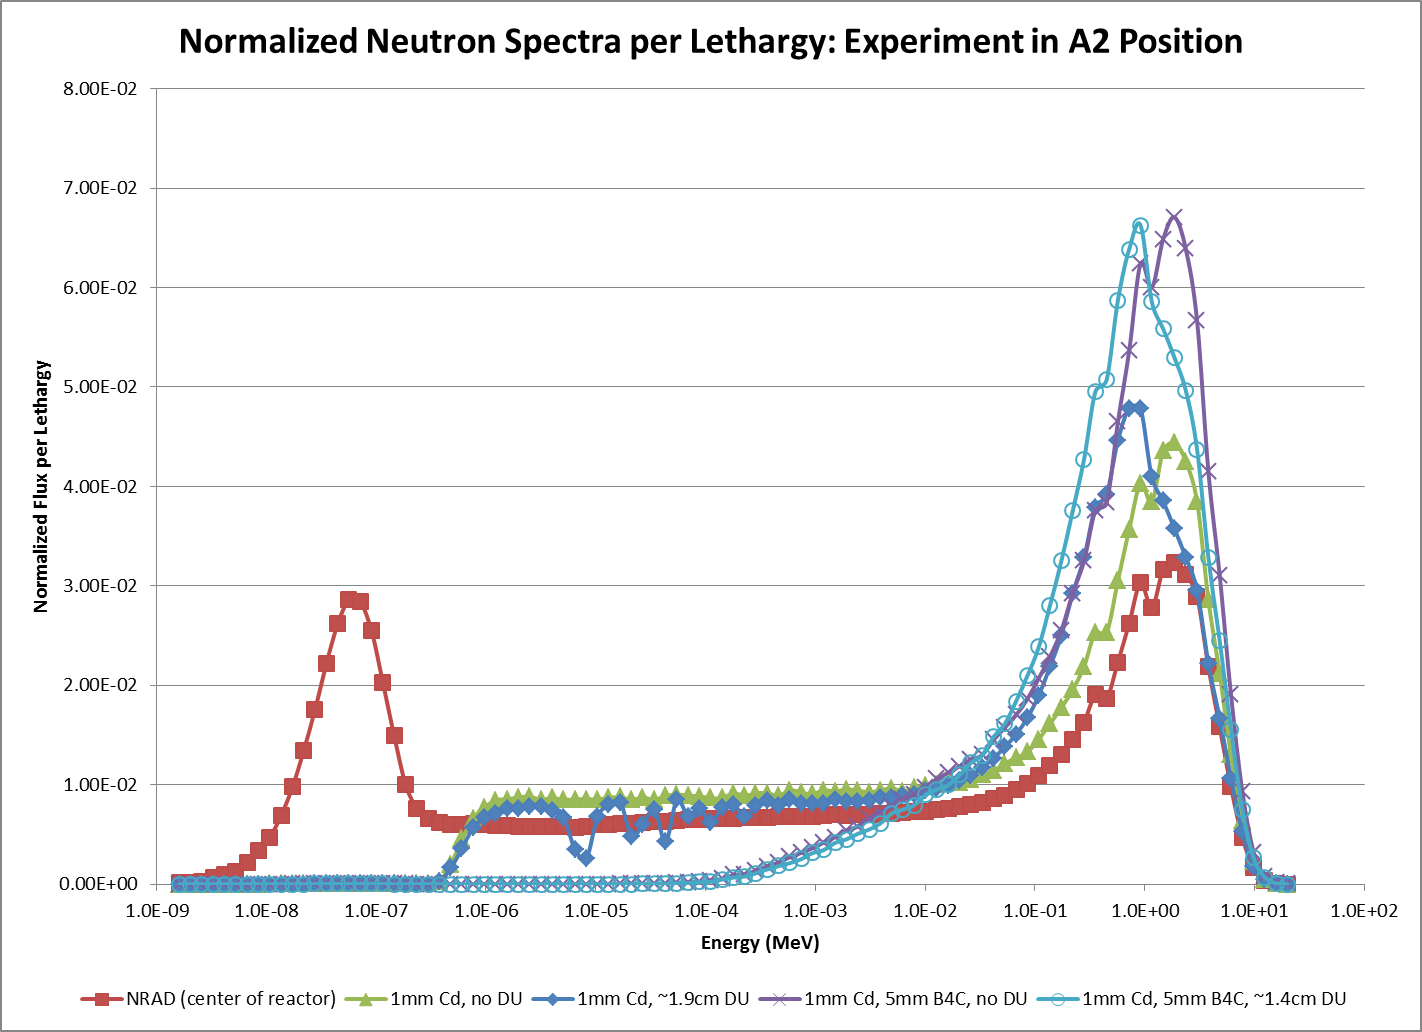 Normalized Neutron Spectra per Lethargy: Experiment in A2 Position
8.00E-02
7.00E-02
6.00E-02
5.00E-02
4.00E-02
3.00E-02
2.00E-02
1.00E-02
0.00E+00
Normalized Flux per Lethargy
1.0E-09 1.0E-08 1.0E-07 1.0E-06 1.0E-05 1.0E-04 1.0E-03 1.0E-02 1.0E-01 1.0E+00 1.0E+01 1.0E+02
Energy (MeV)
NRAD (center of reactor) 1mm Cd, no DU 1mm Cd, ~1.9cm DU 1mm Cd, 5mm B4C, no DU 1mm Cd, 5mm B4C, ~1.4cm DU